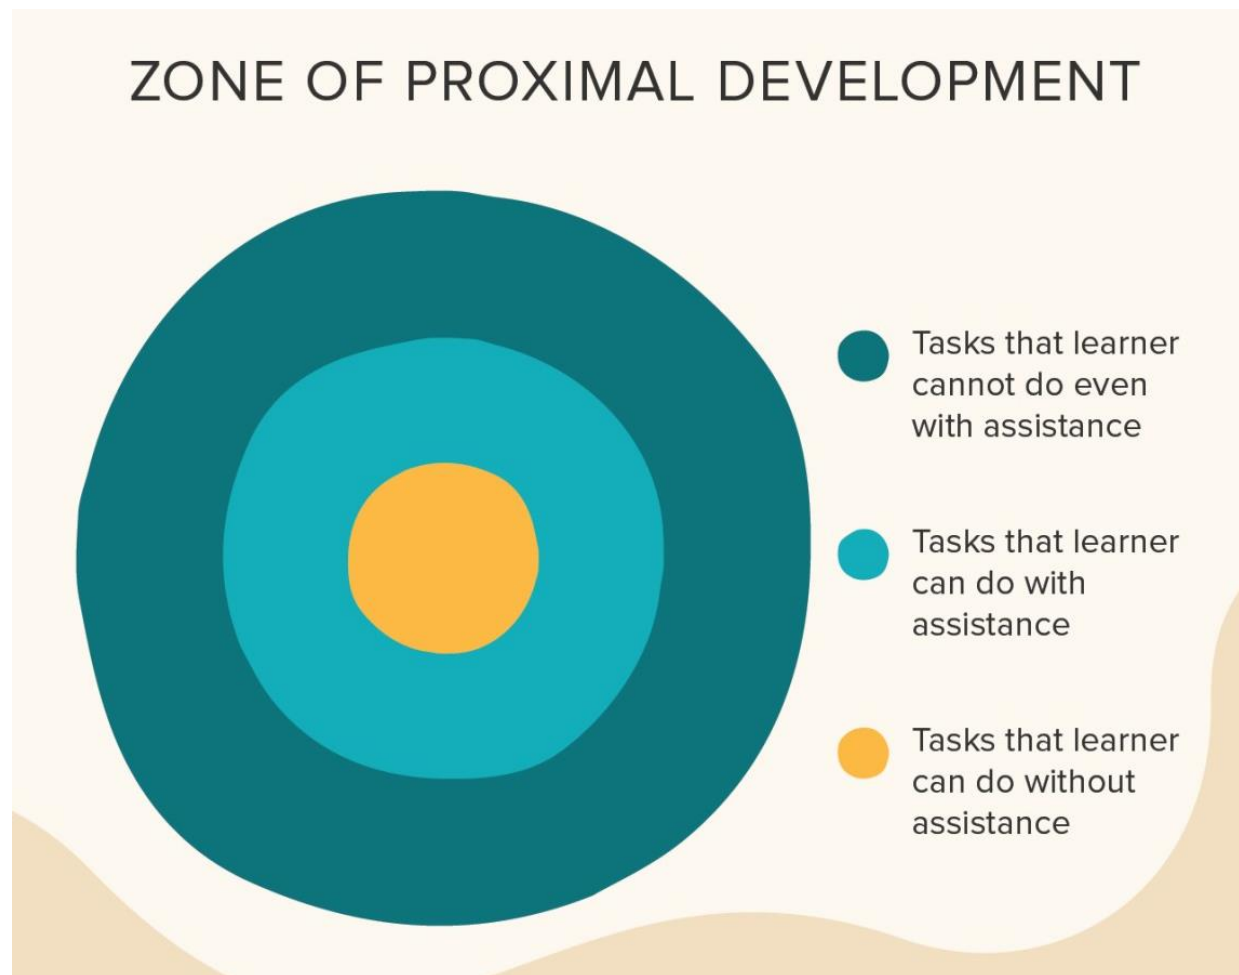 ZONE OF PROXIMAL DEVELOPMENT
Tasks that learner
cannot do even
with assistance
Tasks that learner
can do with
assistance
Tasks that learner
can do without
assistance